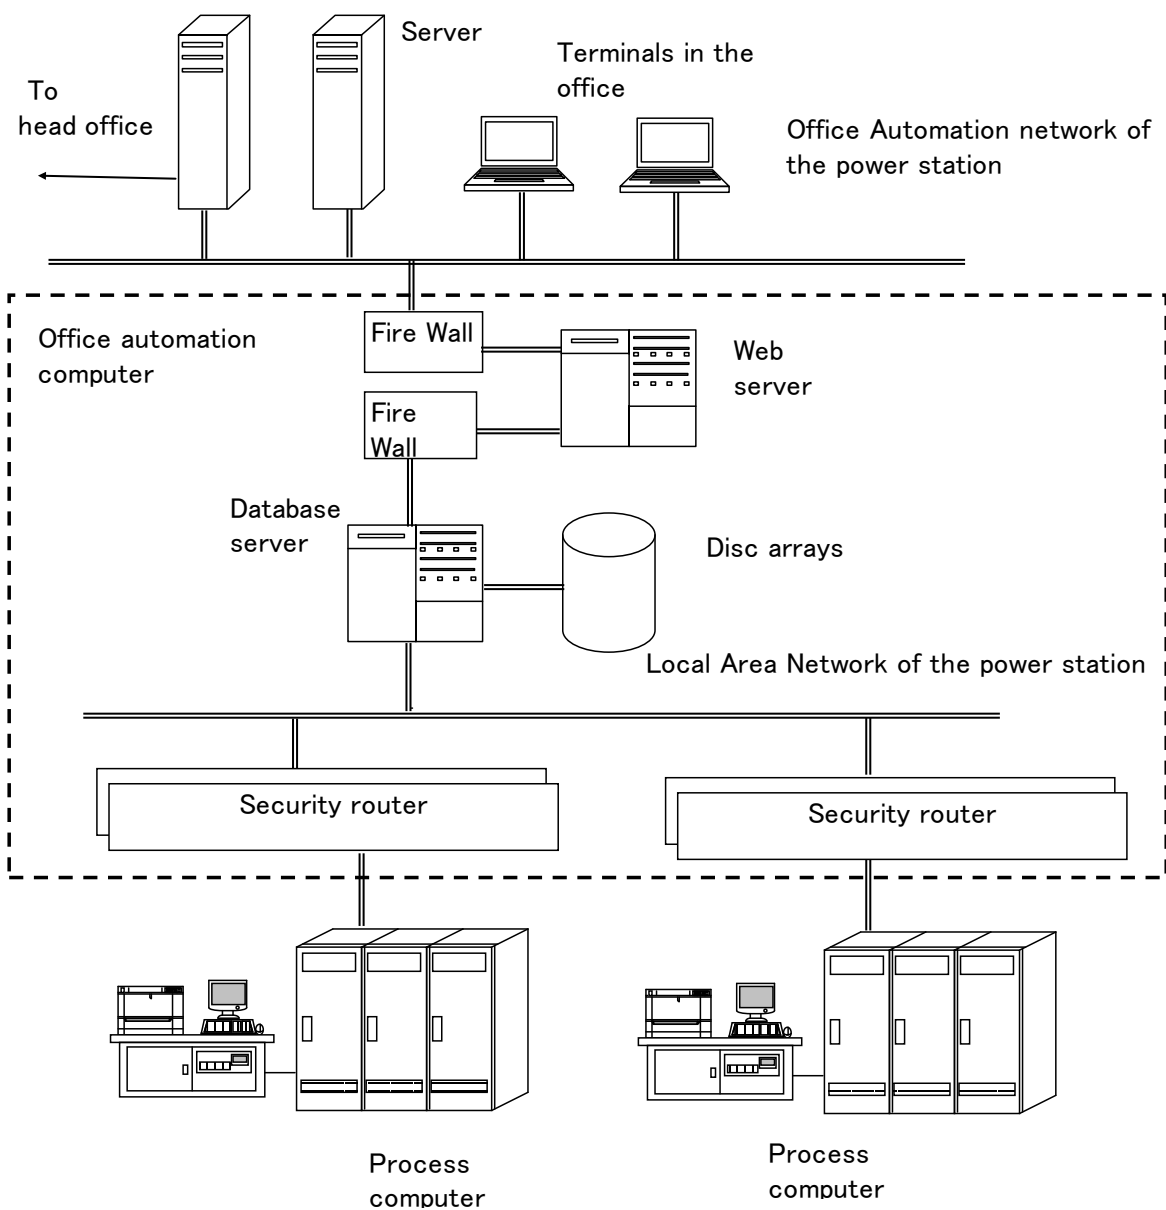 Server
Terminals in the
office
To
head office
Office Automation network of
the power station
Office automation
computer
Fire Wall
Web
server
Fire
Wall
Database
server
Disc arrays
Local Area Network of the power station
Security router
Security router
Process
computer
Process
computer